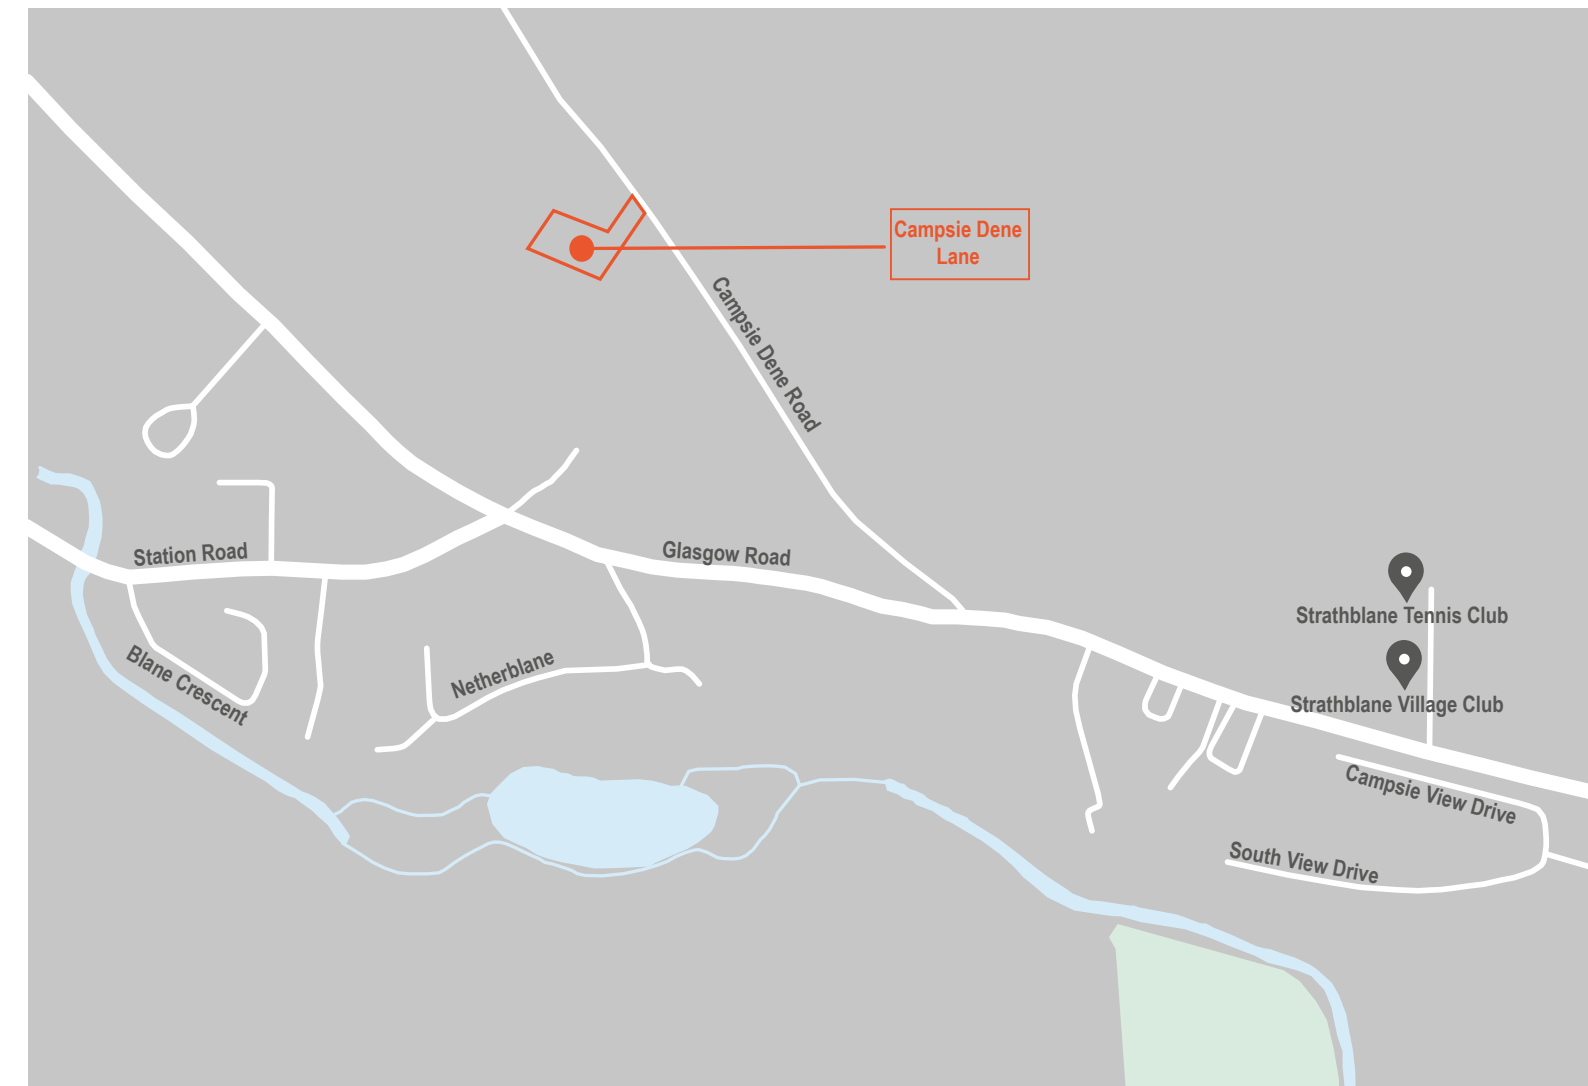 Campsie Dene
Lane
Campsie Dene Road
Station Road
Glasgow Road
Strathblane Tennis Club
Blane Crescent
Netherblane
Strathblane Village Club
Campsie View Drive
South View Drive